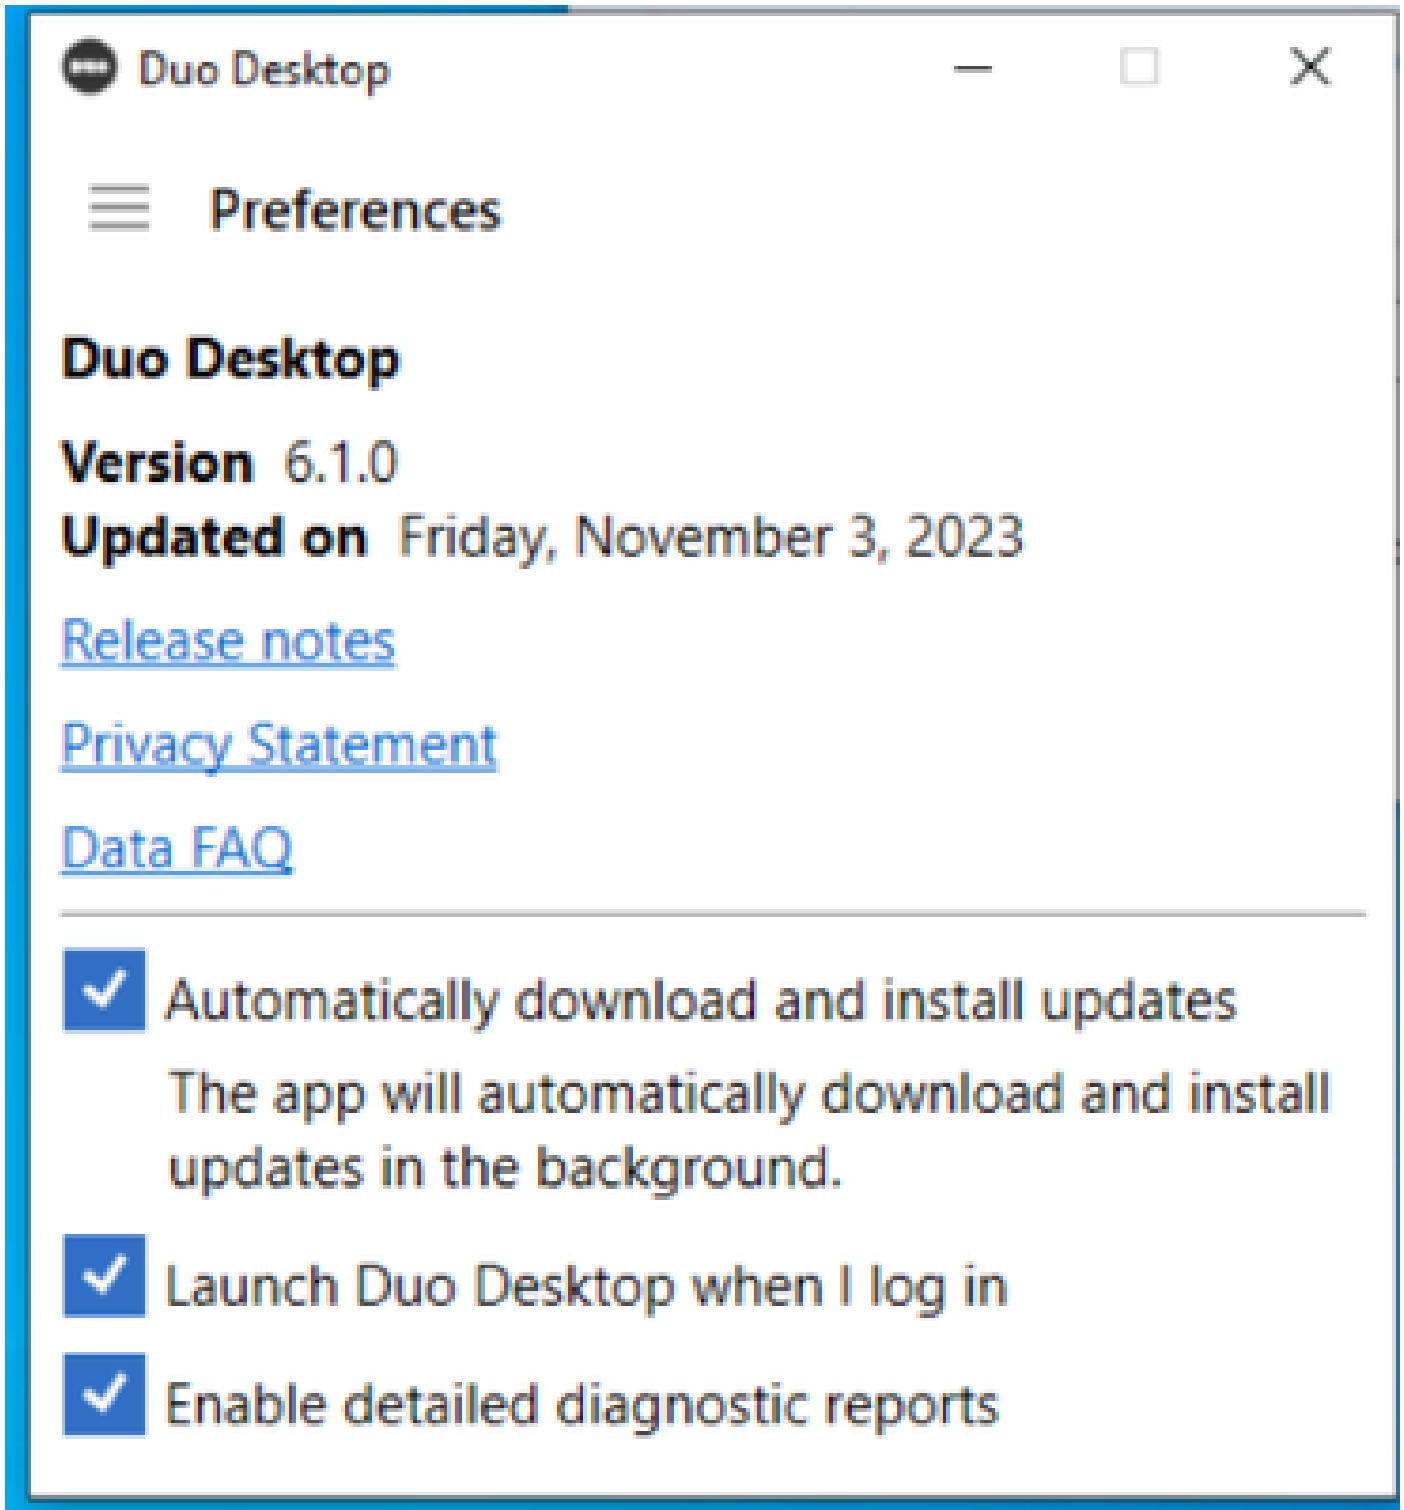 Duo Desktop
Preferences
Duo Desktop
Version 6.1.0
Updated on Friday, November 3, 2023
Release notes
Privacy Statement
Data FAQ
Automatically download and install updates
The app will automatically download and install
updates in the background.
Launch Duo Desktop when I log in
Enable detailed diagnostic reports